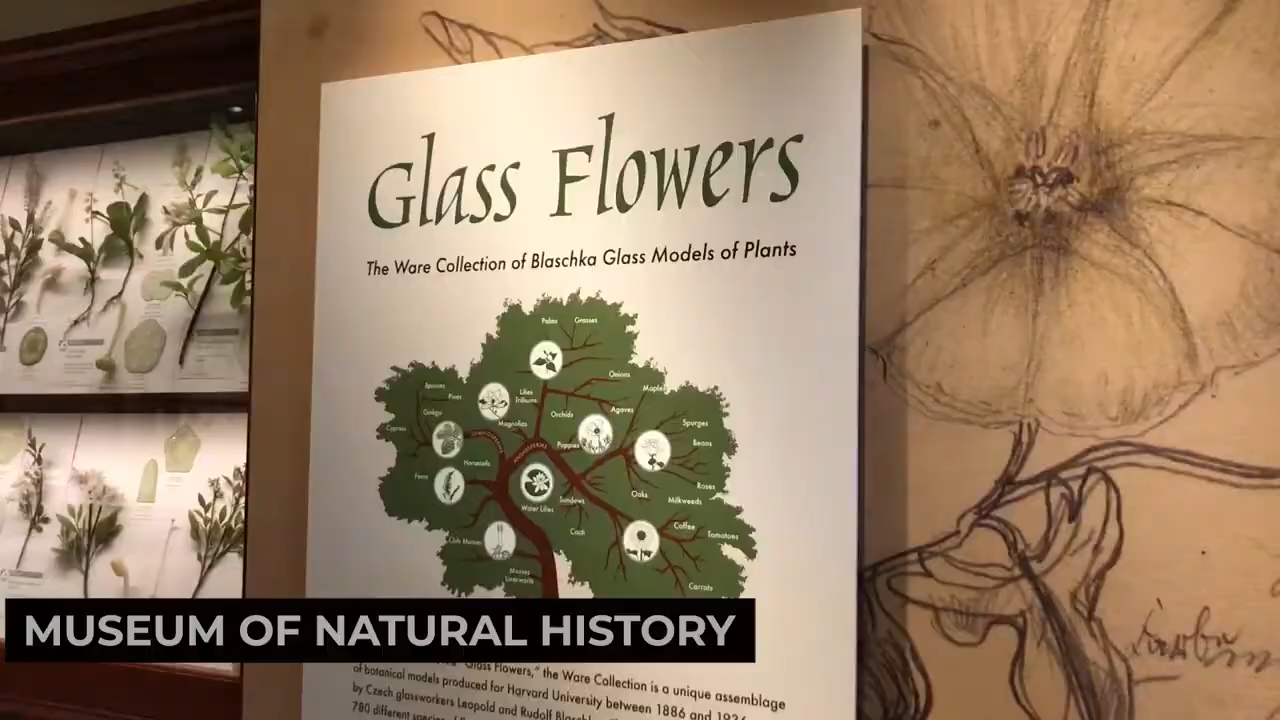 Glass Flowers
The Ware Collection of Blaschka Glass Models of Plants
Palms Grasses
Onions
Maples
Spruces
Pines
Lilies
Trilliums
Ginkgo
Orchids
Agaves
Magnolias
Spurges
Cypress
Beans
Poppies
ANGIOSPERMS
Horsetails
Ferns
Roses
Oaks
Milkweeds
Sundews
Water Lilies
Coffee
Cacti
Tomatoes
Club Mosses
Mosses
Liverworts
Carrots
MUSEUM OF NATURAL HISTORY
"Glass Flowers," the Ware Collection is a unique assemblage
of botanical models produced for Harvard University between 1886 and 1936
by Czech glassworkers Leopold and Rudolf
780 different